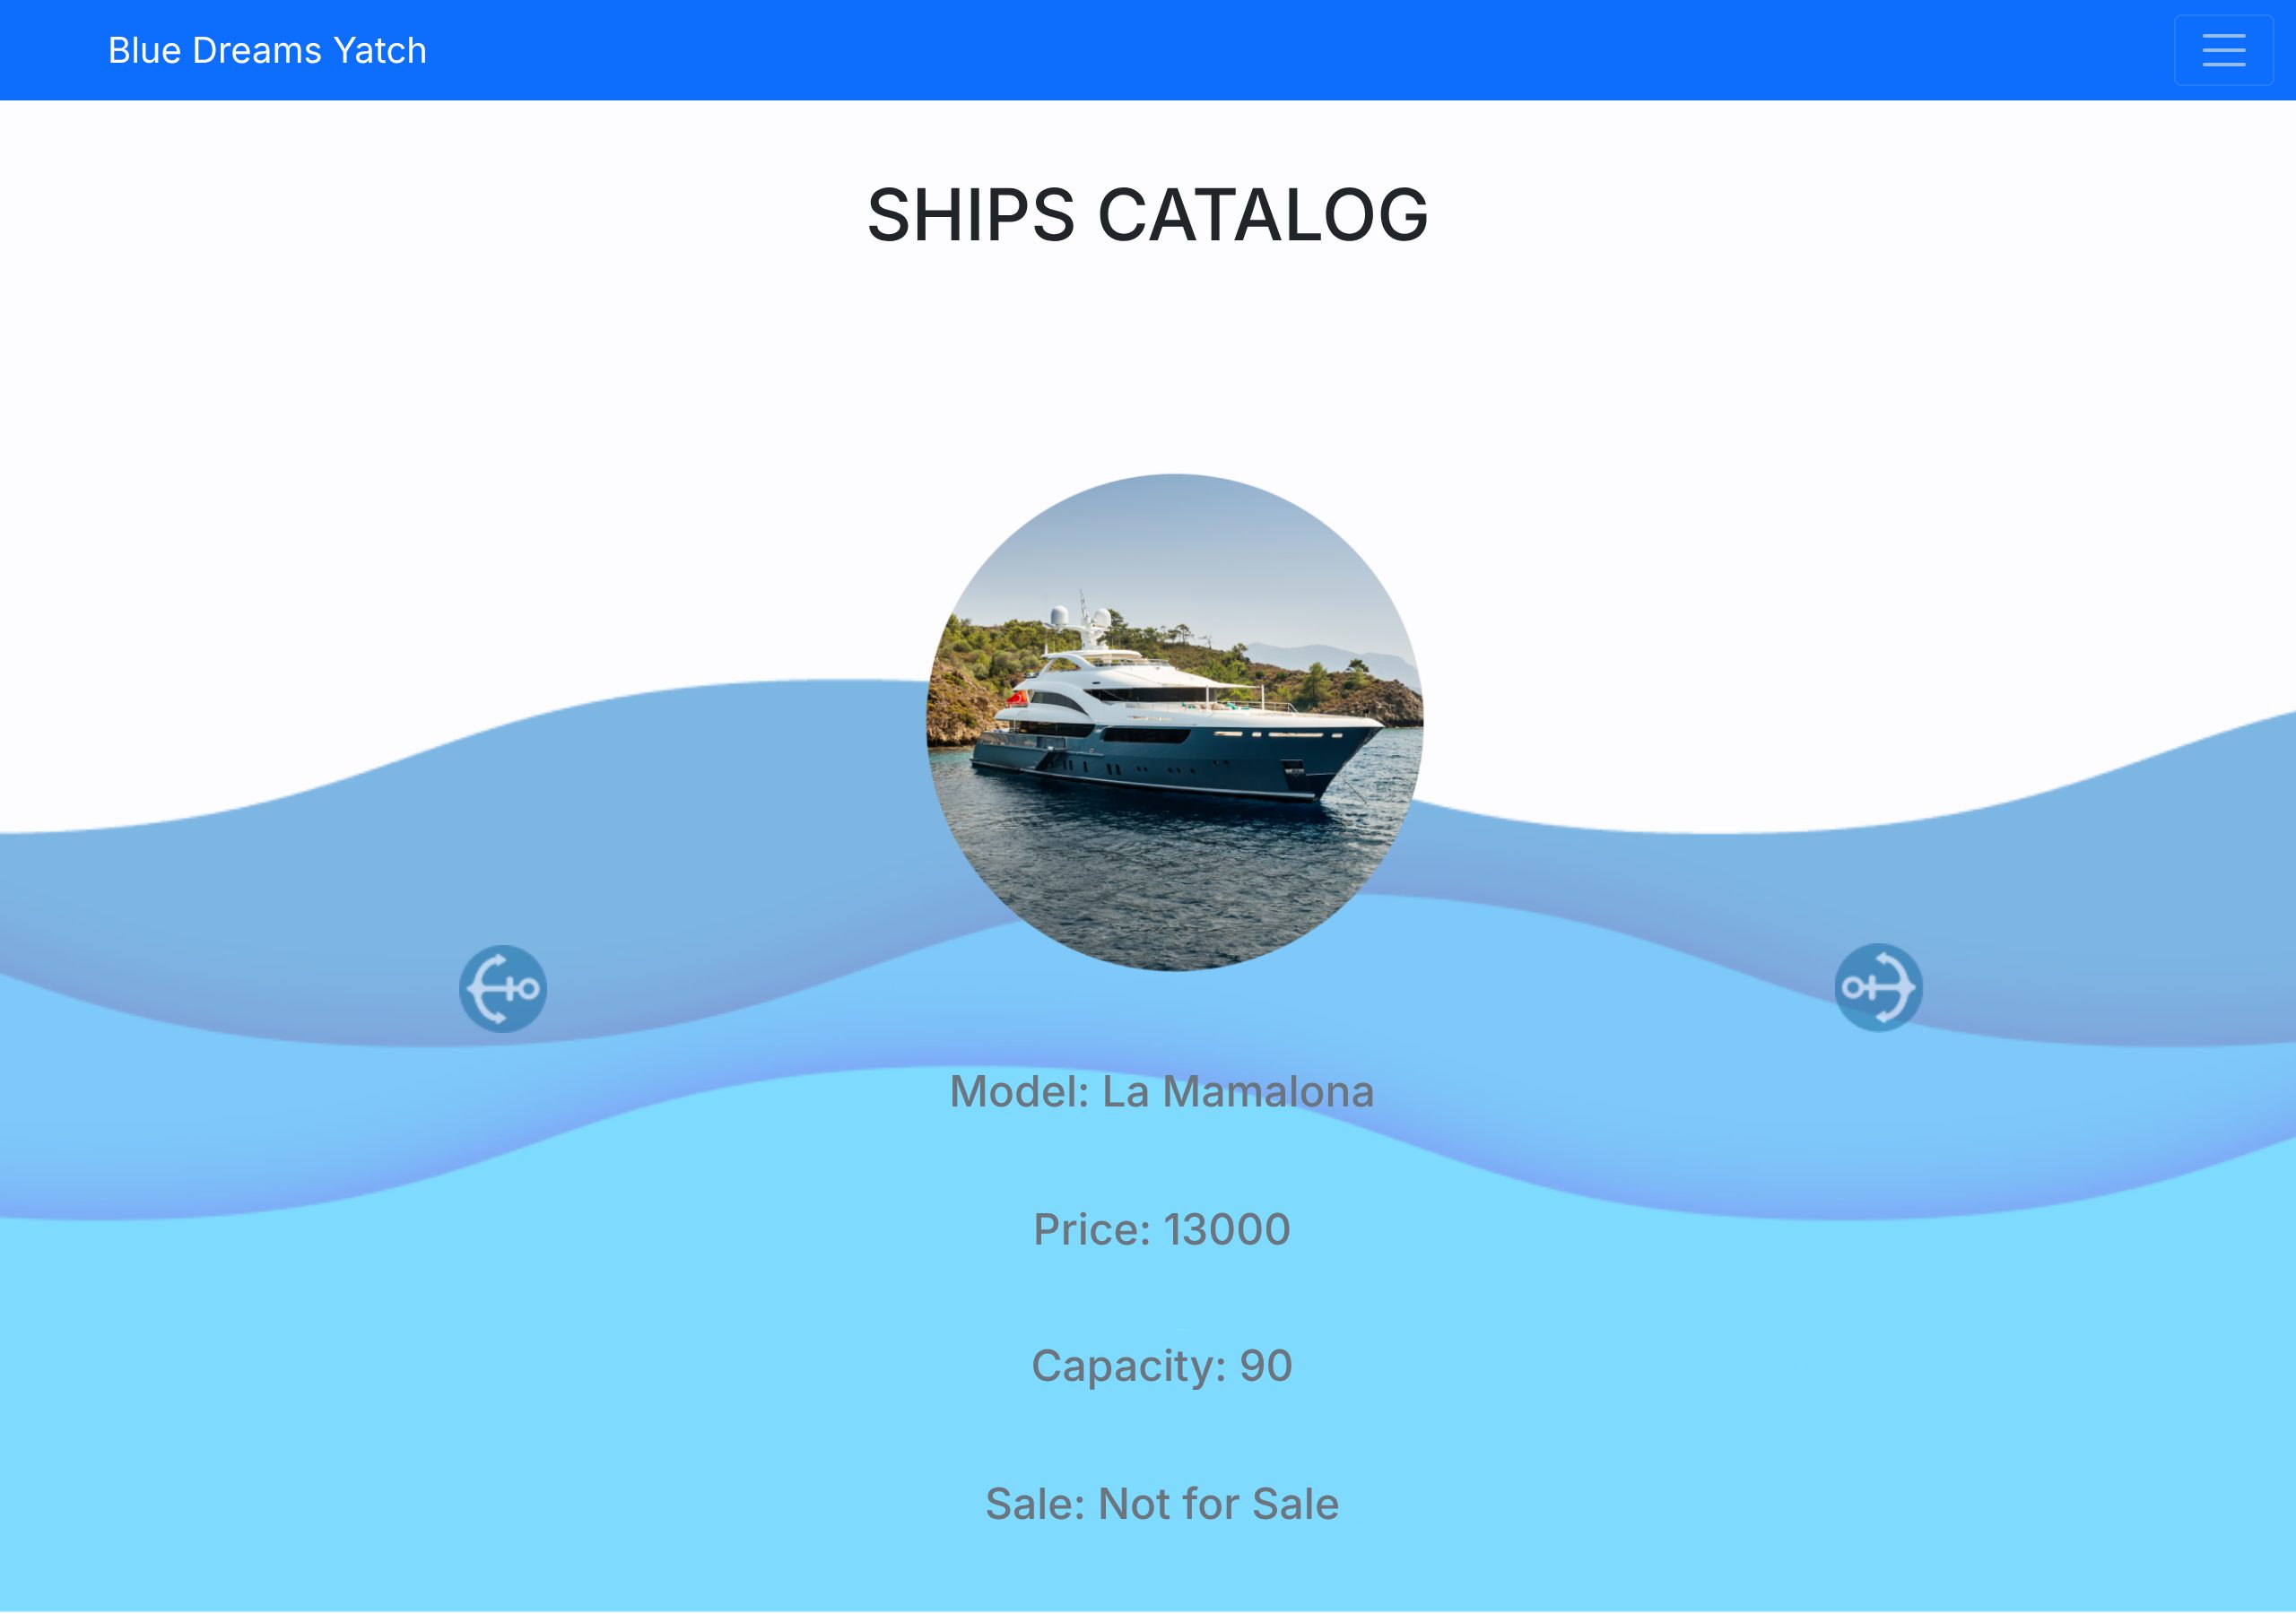 Blue Dreams Yatch
SHIPS CATALOG
Model: La Mamalona
Price: 13000
Capacity: 90
Sale: Not for Sale